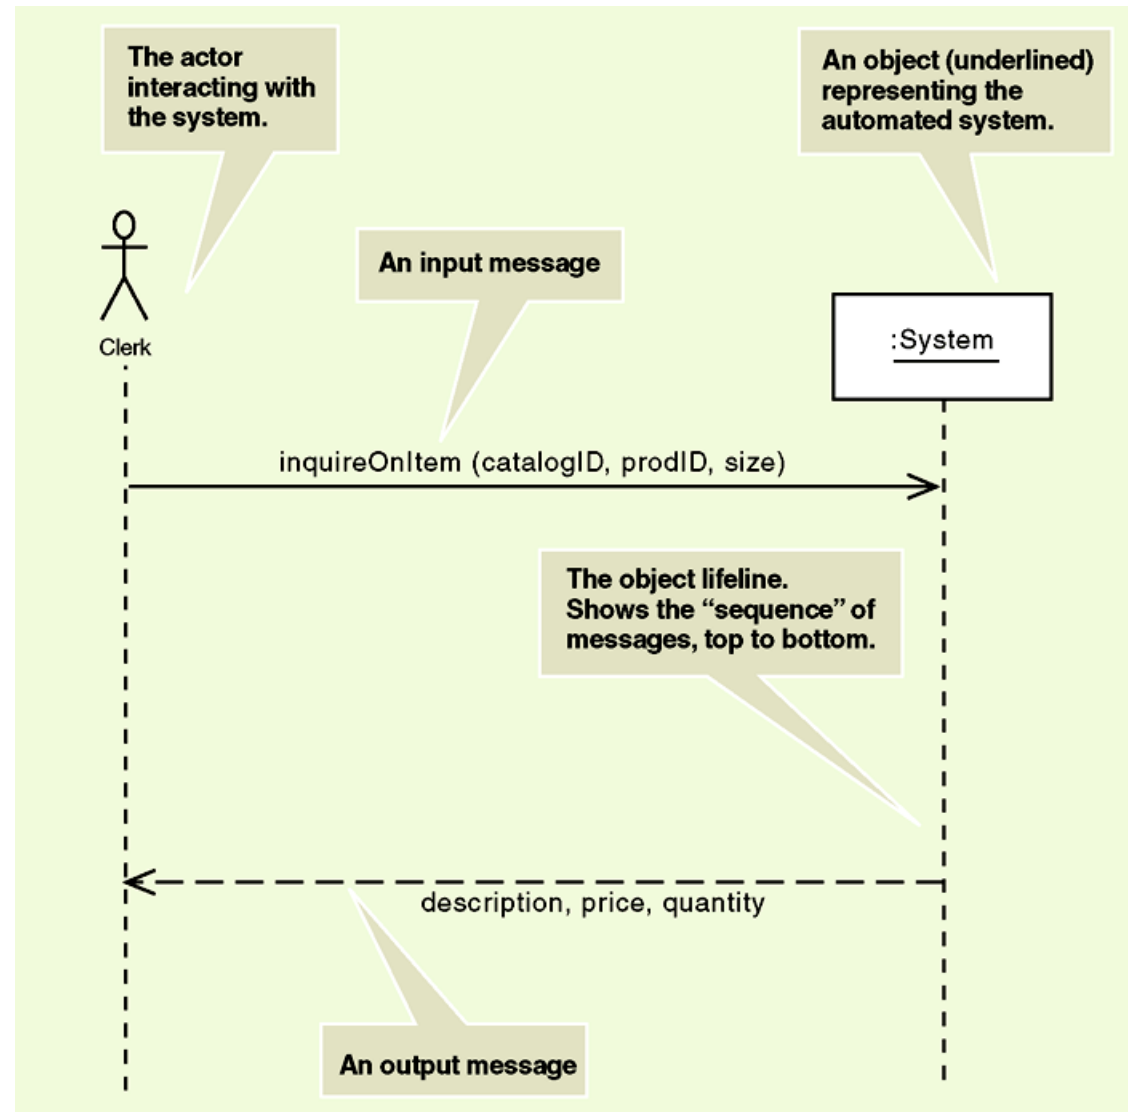 The actor
interacting with
the system.
An object (underlined)
representing the
automated system.
An input message
Clerk
:System
inquireOnItem (catalogID, prodID, size)
The object lifeline.
Shows the “sequence” of
messages, top to bottom.
description, price, quantity
An output message